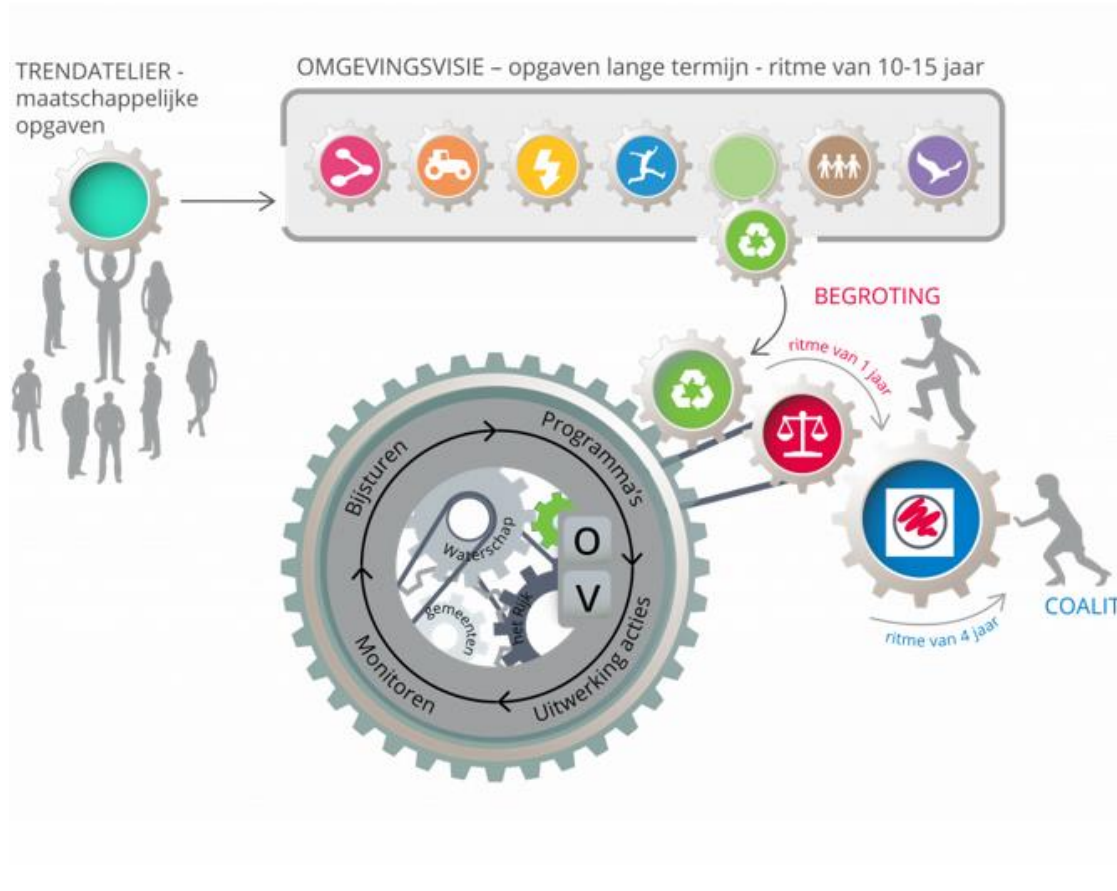 TRENDATELIER -
maatschappelijke
opgaven
OMGEVINGSVISIE – opgaven lange termijn - ritme van 10-15 jaar
BEGROTING
ritme van 1 jaar
Programma's
Bijsturen
Waterschap
O
V
gemeenten
het Rijk
Monitoren
Uitwerking acties
COALIT
ritme van 4 jaar